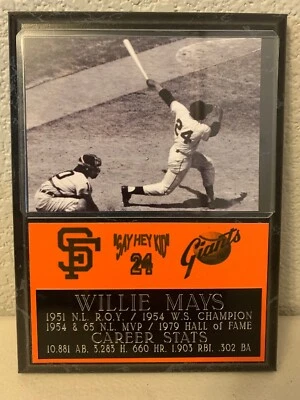 24
SF
"SAY HEY KID"
24
Giants
WILLIE MAYS
1951 N.L. R.O.Y. / 1954 W.S. CHAMPION
1954 & 65 N.L. MVP / 1979 HALL of FAME
CAREER STATS
10,881 AB, 3,283 H, 660 HR, 1,903 RBI, .302 BA